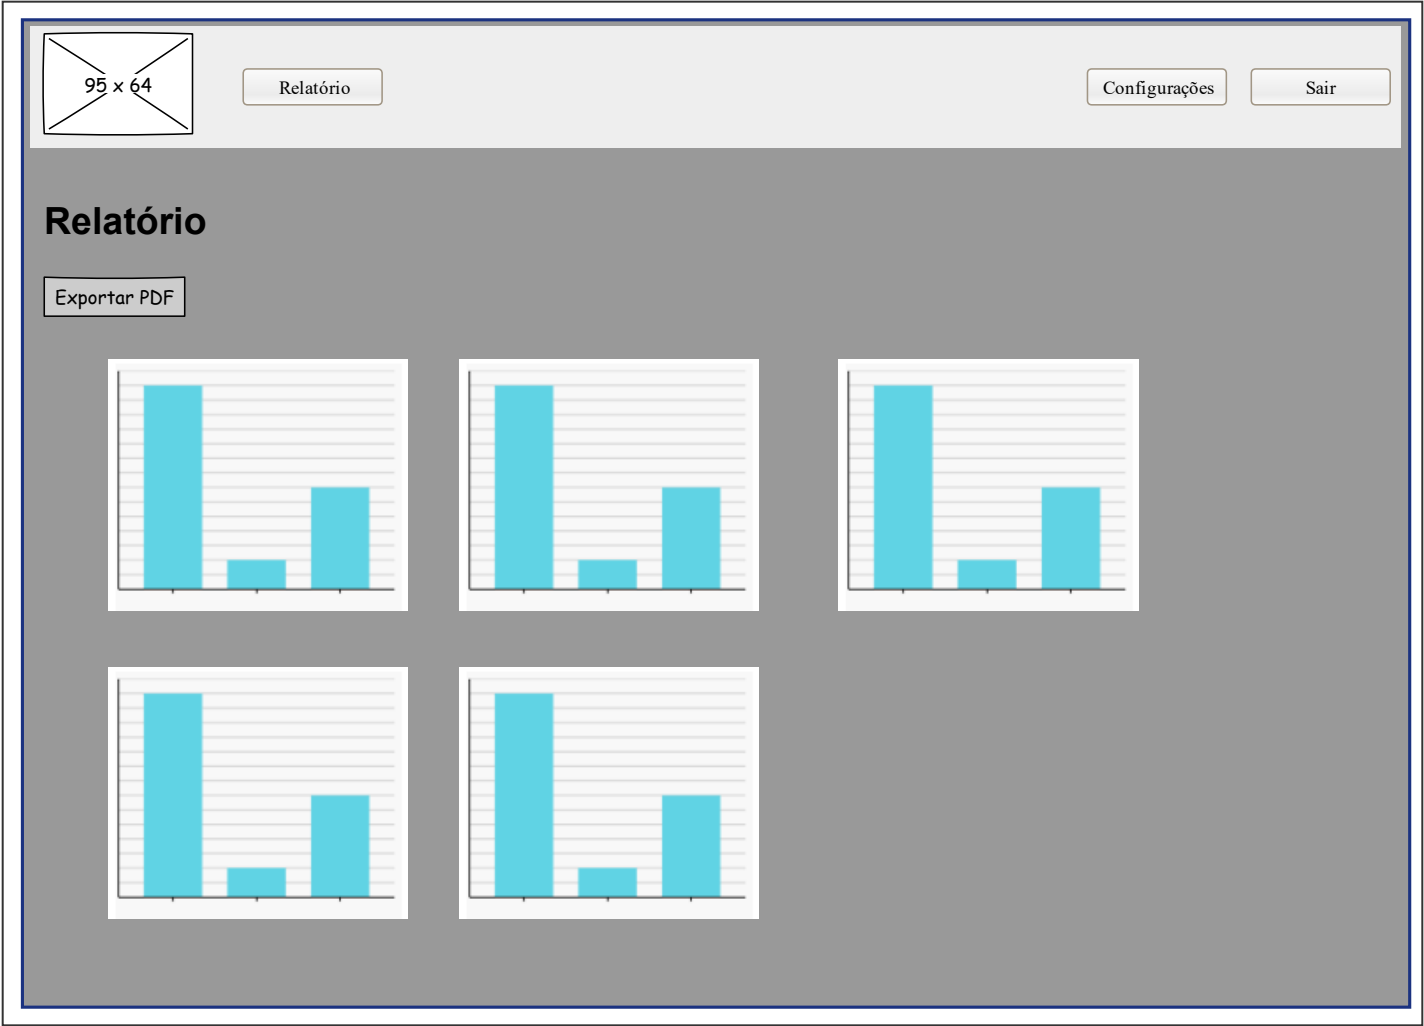 95 x 64
Relatório
Configurações
Sair
Relatório
Exportar PDF